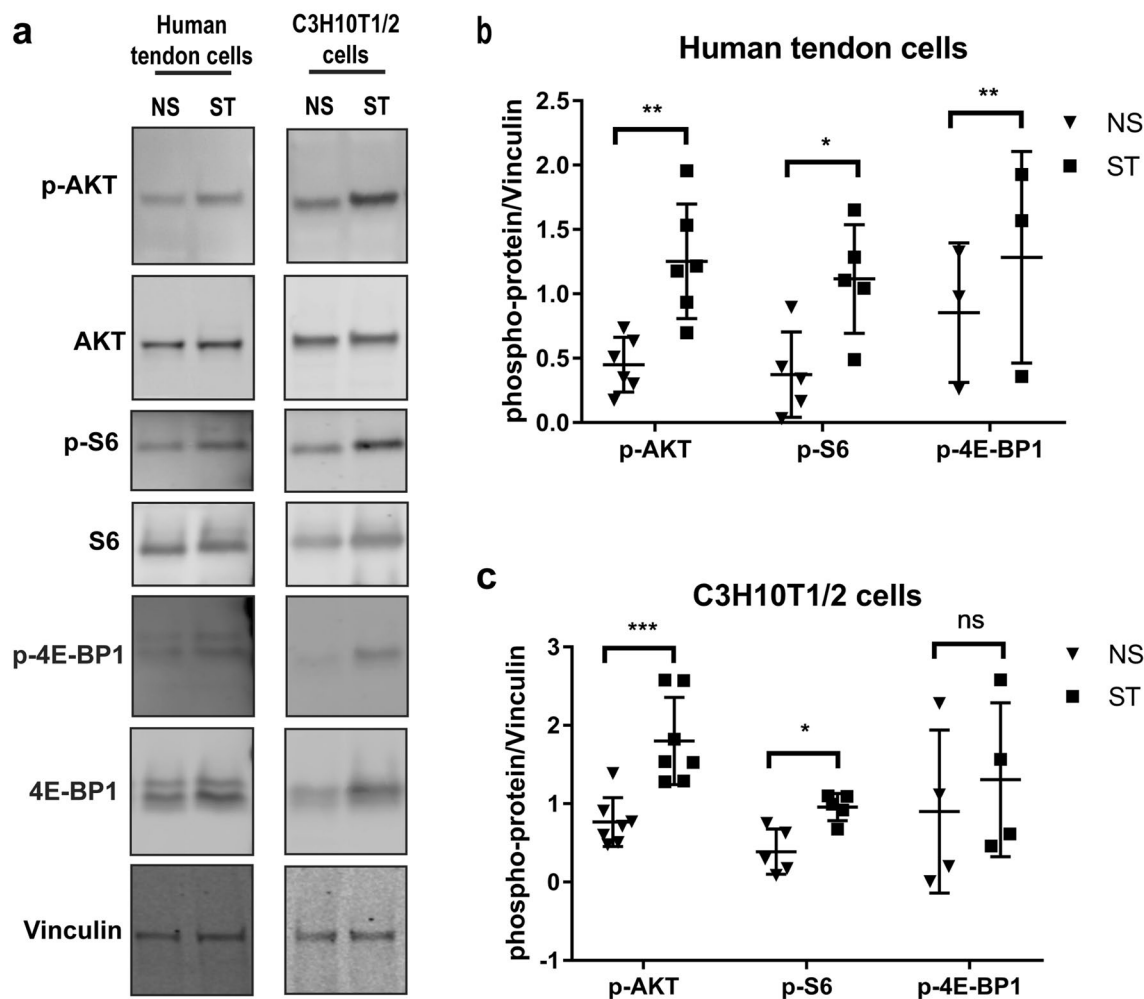 a
Human
tendon cells
C3H10T1/2
cells
NS ST
NS ST
p-AKT
AKT
p-S6
S6
p-4E-BP1
4E-BP1
Vinculin
b
Human tendon cells
phospho-protein/Vinculin
2.5
2.0
1.5
1.0
0.5
0.0
**
*
**
NS
ST
p-AKT
p-S6
p-4E-BP1
c
C3H10T1/2 cells
phospho-protein/Vinculin
3
2
1
0
-1
***
*
ns
NS
ST
p-AKT
p-S6
p-4E-BP1